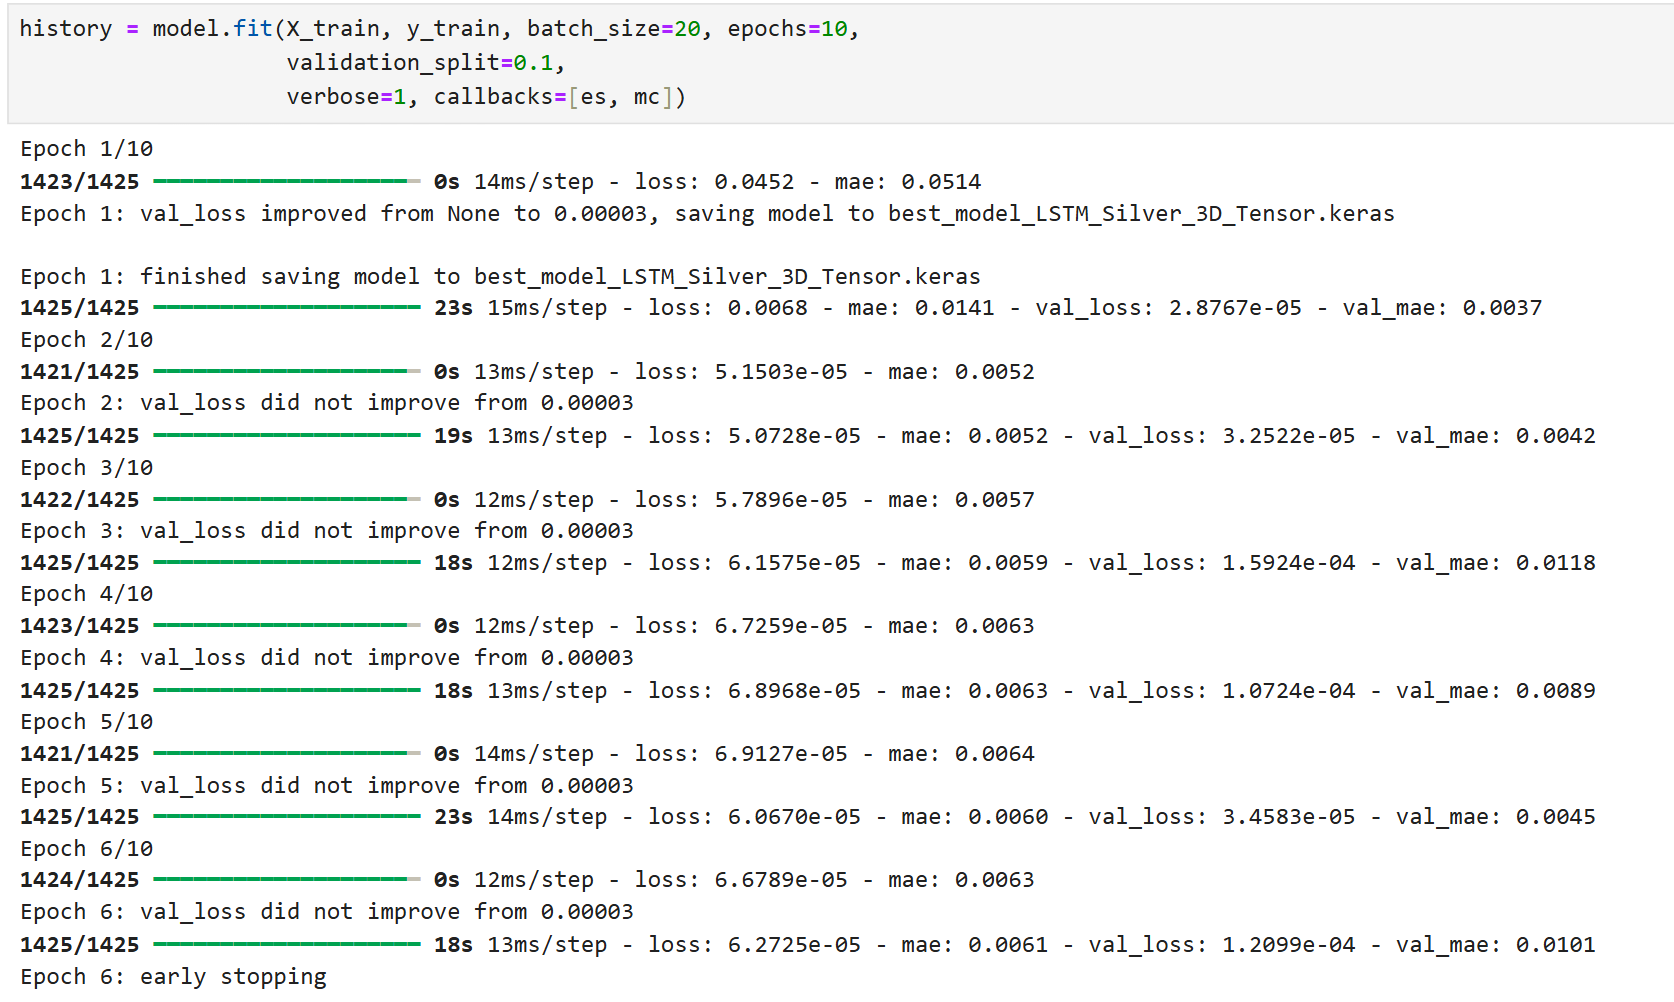 history = model.fit(X_train, y_train, batch_size=20, epochs=10,
validation_split=0.1,
verbose=1, callbacks=[es, mc])
Epoch 1/10
1423/1425 0s 14ms/step - loss: 0.0452 - mae: 0.0514
Epoch 1: val_loss improved from None to 0.00003, saving model to best_model_LSTM_Silver_3D_Tensor.keras
Epoch 1: finished saving model to best_model_LSTM_Silver_3D_Tensor.keras
1425/1425 23s 15ms/step - loss: 0.0068 - mae: 0.0141 - val_loss: 2.8767e-05 - val_mae: 0.0037
Epoch 2/10
1421/1425 0s 13ms/step - loss: 5.1503e-05 - mae: 0.0052
Epoch 2: val_loss did not improve from 0.00003
1425/1425 19s 13ms/step - loss: 5.0728e-05 - mae: 0.0052 - val_loss: 3.2522e-05 - val_mae: 0.0042
Epoch 3/10
1422/1425 0s 12ms/step - loss: 5.7896e-05 - mae: 0.0057
Epoch 3: val_loss did not improve from 0.00003
1425/1425 18s 12ms/step - loss: 6.1575e-05 - mae: 0.0059 - val_loss: 1.5924e-04 - val_mae: 0.0118
Epoch 4/10
1423/1425 0s 12ms/step - loss: 6.7259e-05 - mae: 0.0063
Epoch 4: val_loss did not improve from 0.00003
1425/1425 18s 13ms/step - loss: 6.8968e-05 - mae: 0.0063 - val_loss: 1.0724e-04 - val_mae: 0.0089
Epoch 5/10
1421/1425 0s 14ms/step - loss: 6.9127e-05 - mae: 0.0064
Epoch 5: val_loss did not improve from 0.00003
1425/1425 23s 14ms/step - loss: 6.0670e-05 - mae: 0.0060 - val_loss: 3.4583e-05 - val_mae: 0.0045
Epoch 6/10
1424/1425 0s 12ms/step - loss: 6.6789e-05 - mae: 0.0063
Epoch 6: val_loss did not improve from 0.00003
1425/1425 18s 13ms/step - loss: 6.2725e-05 - mae: 0.0061 - val_loss: 1.2099e-04 - val_mae: 0.0101
Epoch 6: early stopping